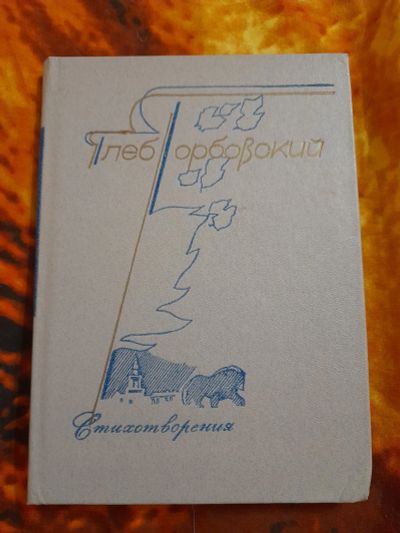 Глеб Горбовский
Стихотворения